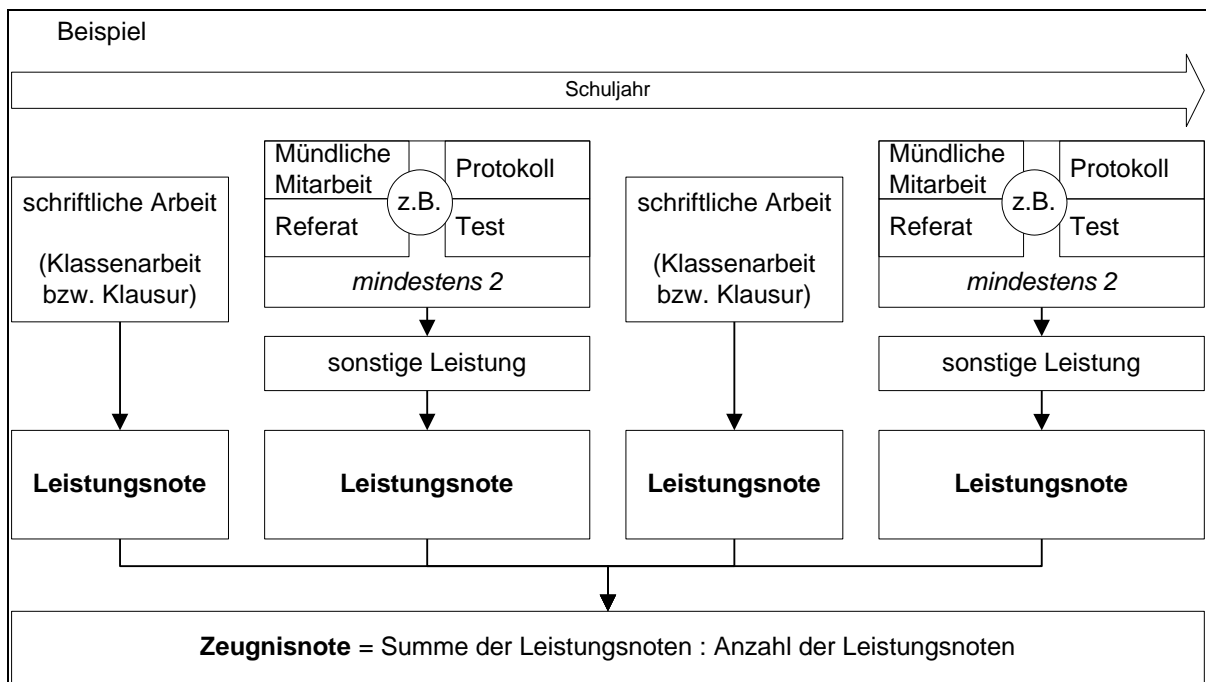 Beispiel
Schuljahr
schriftliche Arbeit
(Klassenarbeit
bzw. Klausur)
Mündliche
Mitarbeit
Protokoll
z.B.
Referat
Test
mindestens 2
sonstige Leistung
schriftliche Arbeit
(Klassenarbeit
bzw. Klausur)
Mündliche
Mitarbeit
Protokoll
z.B.
Referat
Test
mindestens 2
sonstige Leistung
Leistungsnote
Leistungsnote
Leistungsnote
Leistungsnote
Zeugnisnote = Summe der Leistungsnoten : Anzahl der Leistungsnoten